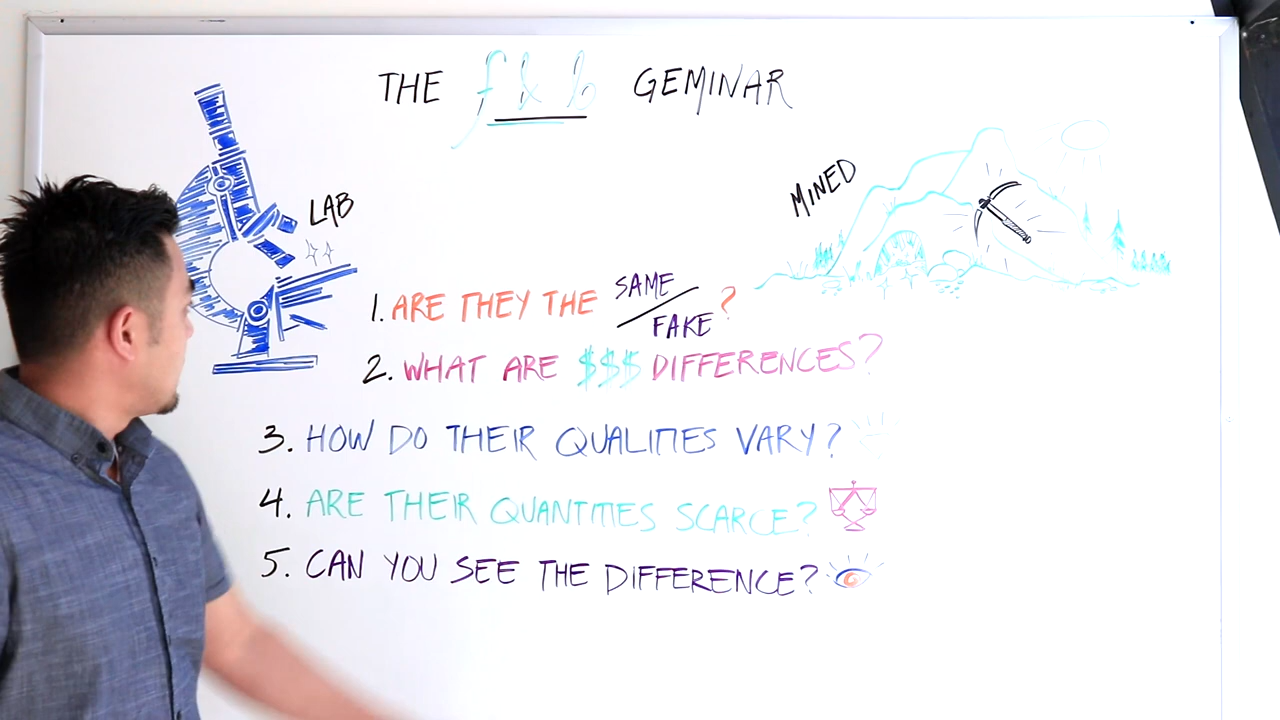 THE f & b GEMINAR
LAB
MINED
1. ARE THEY THE SAME/FAKE?
2. WHAT ARE $$$ DIFFERENCES?
3. HOW DO THEIR QUALITIES VARY?
4. ARE THEIR QUANTITIES SCARCE?
5. CAN YOU SEE THE DIFFERENCE?